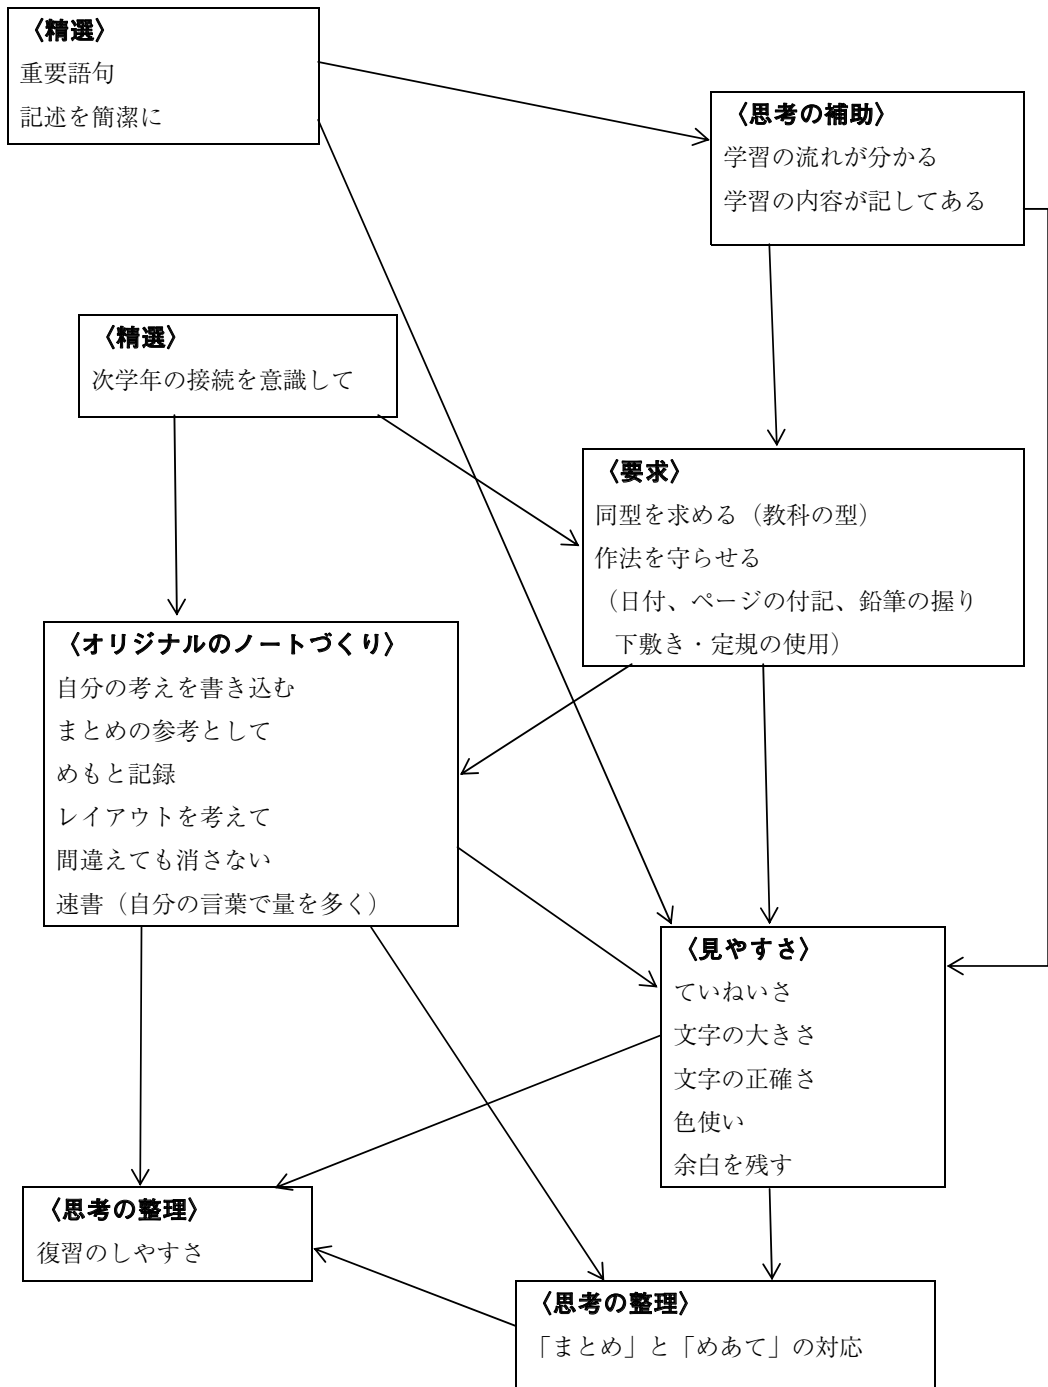 〈精選〉
重要語句
記述を簡潔に
〈思考の補助〉
学習の流れが分かる
学習の内容が記してある
〈精選〉
次学年の接続を意識して
〈要求〉
同型を求める（教科の型）
作法を守らせる
（日付、ページの付記、鉛筆の握り
下敷き・定規の使用）
〈オリジナルのノートづくり〉
自分の考えを書き込む
まとめの参考として
めもと記録
レイアウトを考えて
間違えても消さない
速書（自分の言葉で量を多く）
〈見やすさ〉
ていねいさ
文字の大きさ
文字の正確さ
色使い
余白を残す
〈思考の整理〉
復習のしやすさ
〈思考の整理〉
「まとめ」と「めあて」の対応